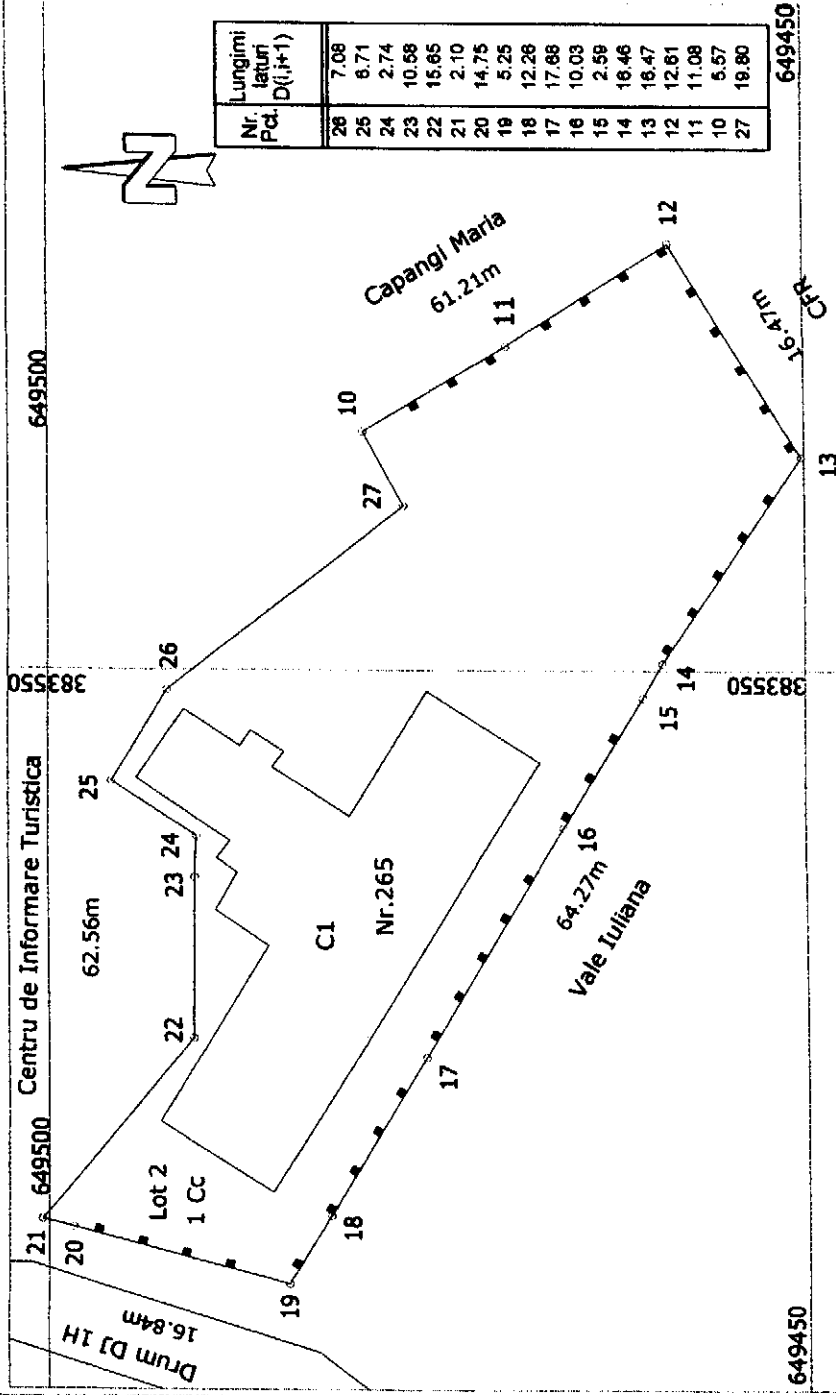 Centru de Informare Turistica
649500
649500
383550
62.56m
21
20
22
23
24
25
26
27
10
11
12
Capangi Maria
61.21m
Lot 2
1 Cc
C1
Nr.265
Drum DJ 1H
16.84m
19
18
17
16
15
14
13
64.27m
Vale Iuliana
16.47m
CFR
383550
649450
649450
N
Nr. Pct. Lungimi laturi D(i,i+1)
26 7.08
25 6.71
24 2.74
23 10.58
22 15.65
21 2.10
20 14.75
19 5.25
18 12.26
17 17.68
16 10.03
15 2.59
14 16.46
13 16.47
12 12.61
11 11.08
10 5.57
27 19.80